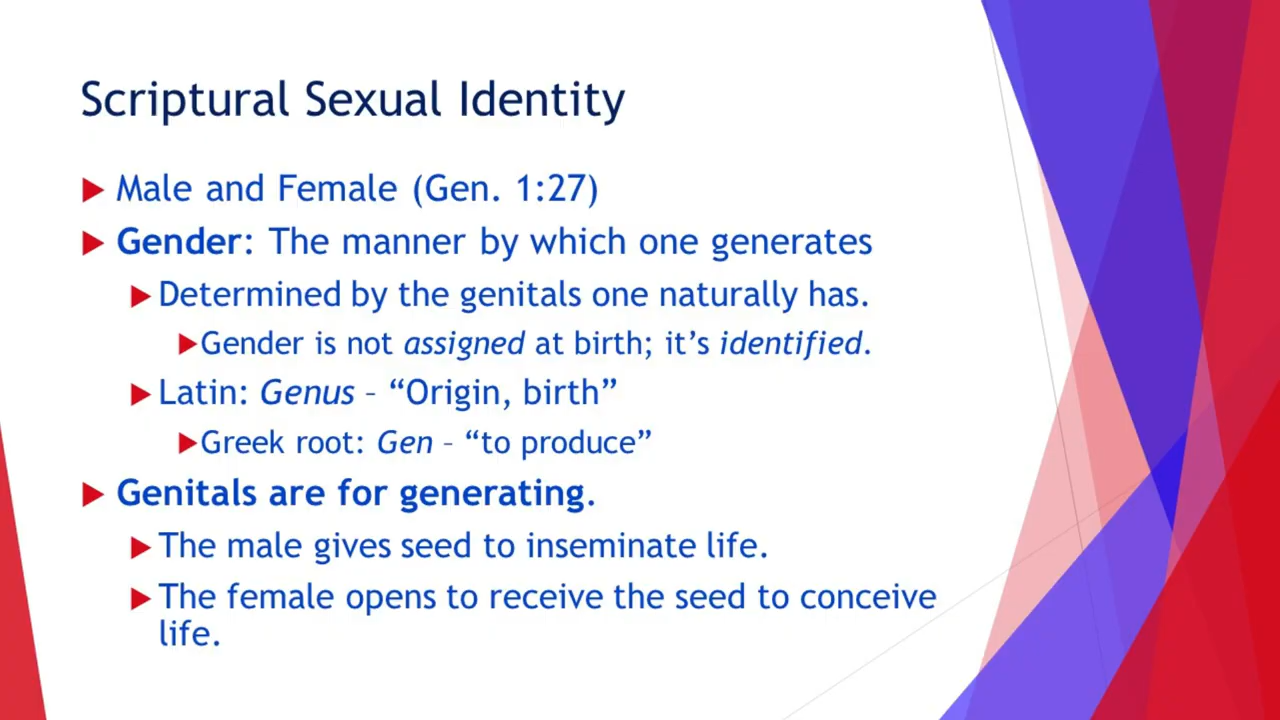 Scriptural Sexual Identity
Male and Female (Gen. 1:27)
Gender: The manner by which one generates
Determined by the genitals one naturally has.
Gender is not assigned at birth; it’s identified.
Latin: Genus – “Origin, birth”
Greek root: Gen – “to produce”
Genitals are for generating.
The male gives seed to inseminate life.
The female opens to receive the seed to conceive
life.